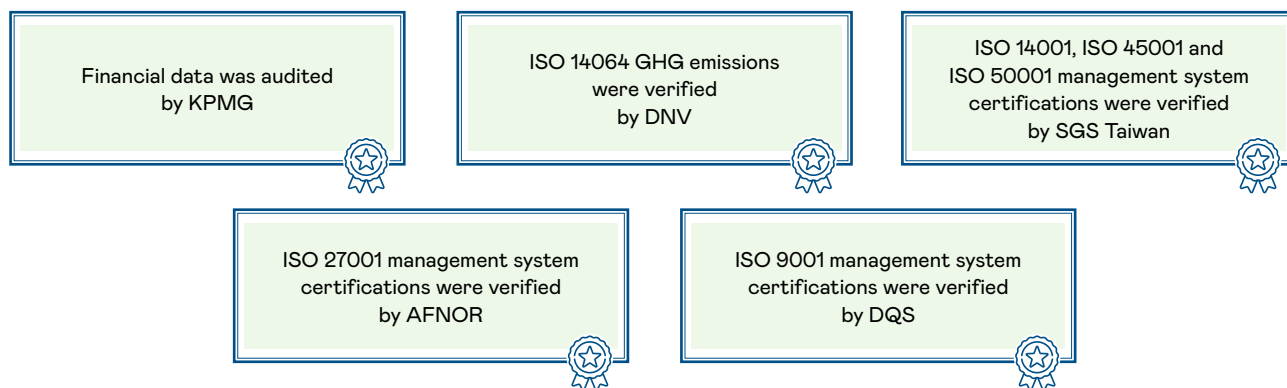 Financial data was audited
by KPMG
ISO 14064 GHG emissions
were verified
by DNV
ISO 14001, ISO 45001 and
ISO 50001 management system
certifications were verified
by SGS Taiwan
ISO 27001 management system
certifications were verified
by AFNOR
ISO 9001 management system
certifications were verified
by DQS